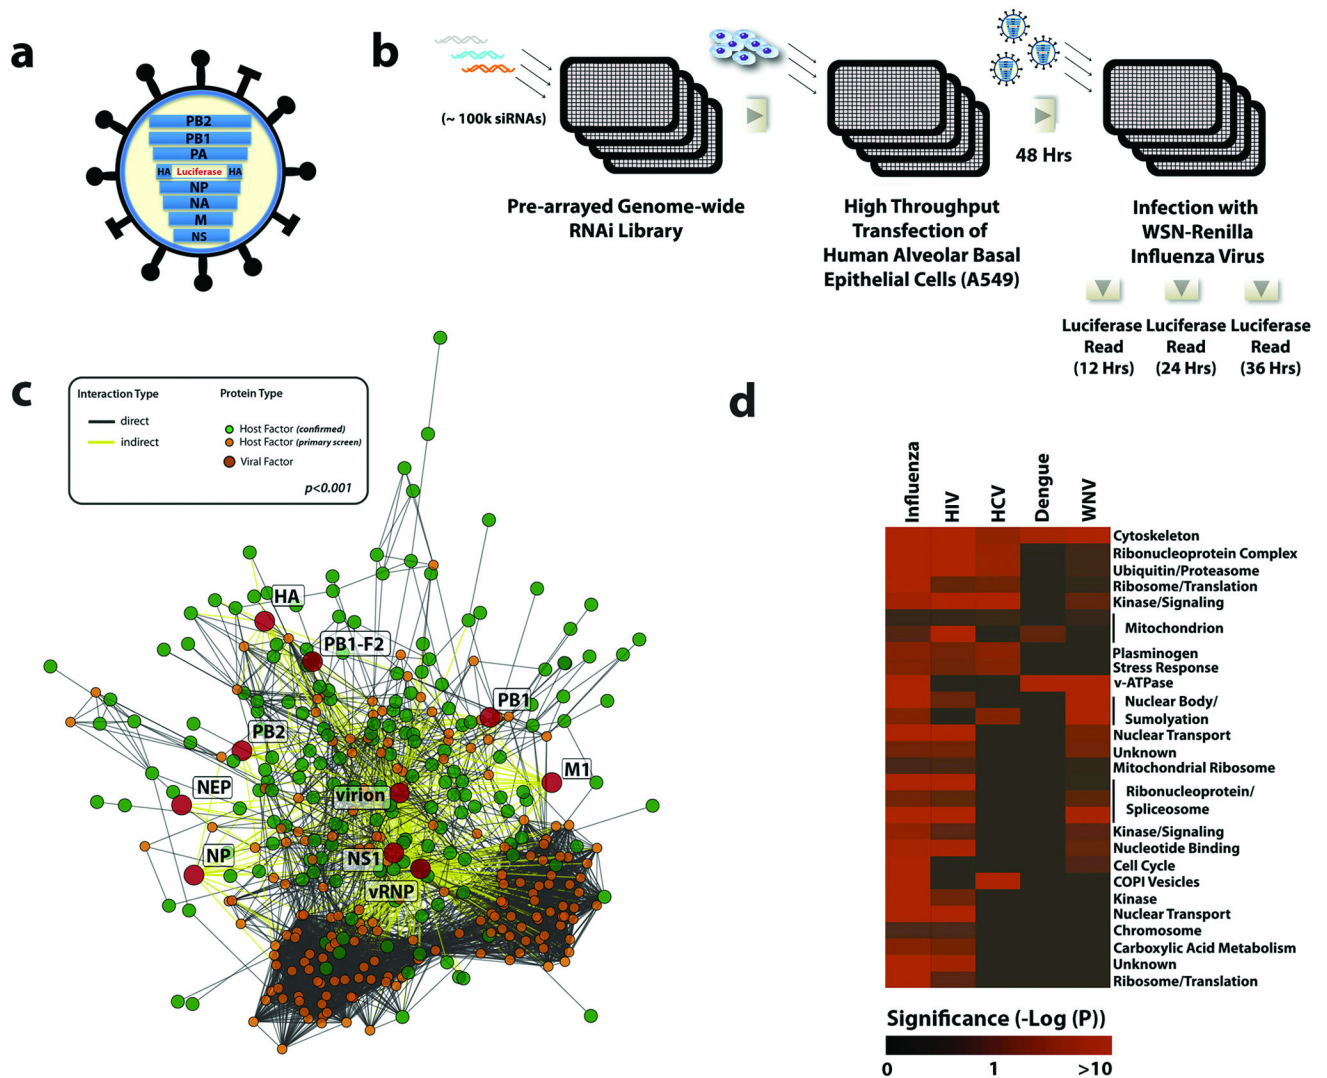 a
PB2
PB1
PA
HA Luciferase HA
NP
NA
M
NS
b
(~ 100k siRNAs)
48 Hrs
Pre-arrayed Genome-wide
RNAi Library
High Throughput
Transfection of
Human Alveolar Basal
Epithelial Cells (A549)
Infection with
WSN-Renilla
Influenza Virus
Luciferase
Read
(12 Hrs)
Luciferase
Read
(24 Hrs)
Luciferase
Read
(36 Hrs)
c
Interaction Type
direct
indirect
Protein Type
Host Factor (confirmed)
Host Factor (primary screen)
Viral Factor
p<0.001
HA
PB1-F2
PB1
PB2
M1
NEP
virion
NP
NS1
vRNP
d
Influenza
HIV
HCV
Dengue
WNV
Cytoskeleton
Ribonucleoprotein Complex
Ubiquitin/Proteasome
Ribosome/Translation
Kinase/Signaling
Mitochondrion
Plasminogen
Stress Response
v-ATPase
Nuclear Body/
Sumolyation
Nuclear Transport
Unknown
Mitochondrial Ribosome
Ribonucleoprotein/
Spliceosome
Kinase/Signaling
Nucleotide Binding
Cell Cycle
COPI Vesicles
Kinase
Nuclear Transport
Chromosome
Carboxylic Acid Metabolism
Unknown
Ribosome/Translation
Significance (-Log (P))
0 1 >10